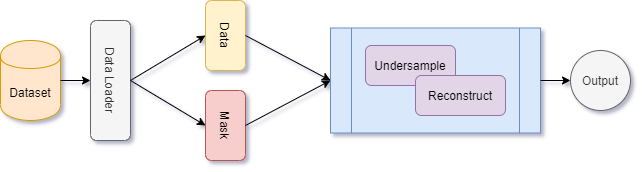 Dataset
Data Loader
Data
Mask
Undersample
Reconstruct
Output